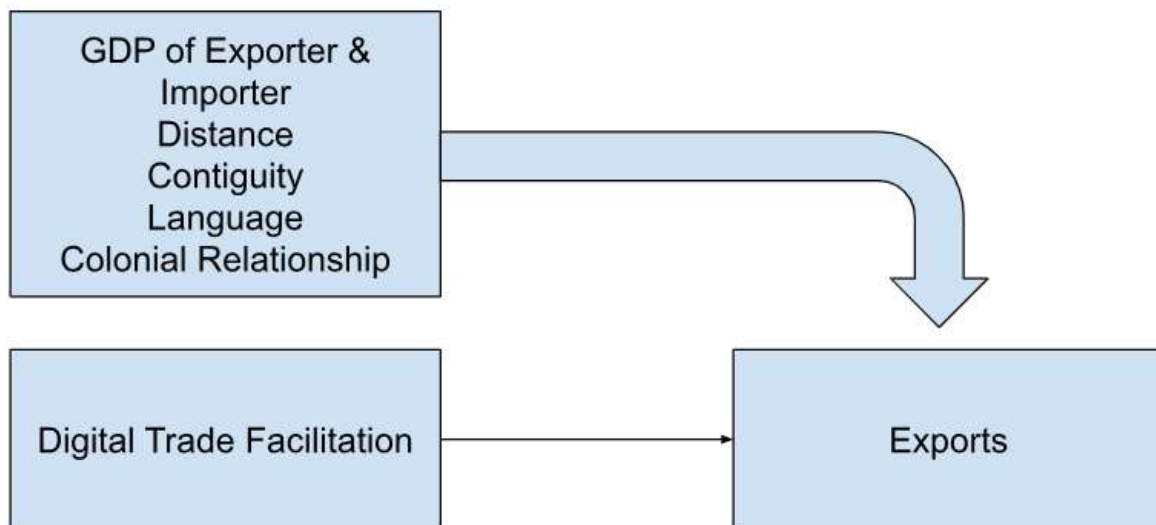 GDP of Exporter &
Importer
Distance
Contiguity
Language
Colonial Relationship
Digital Trade Facilitation
Exports